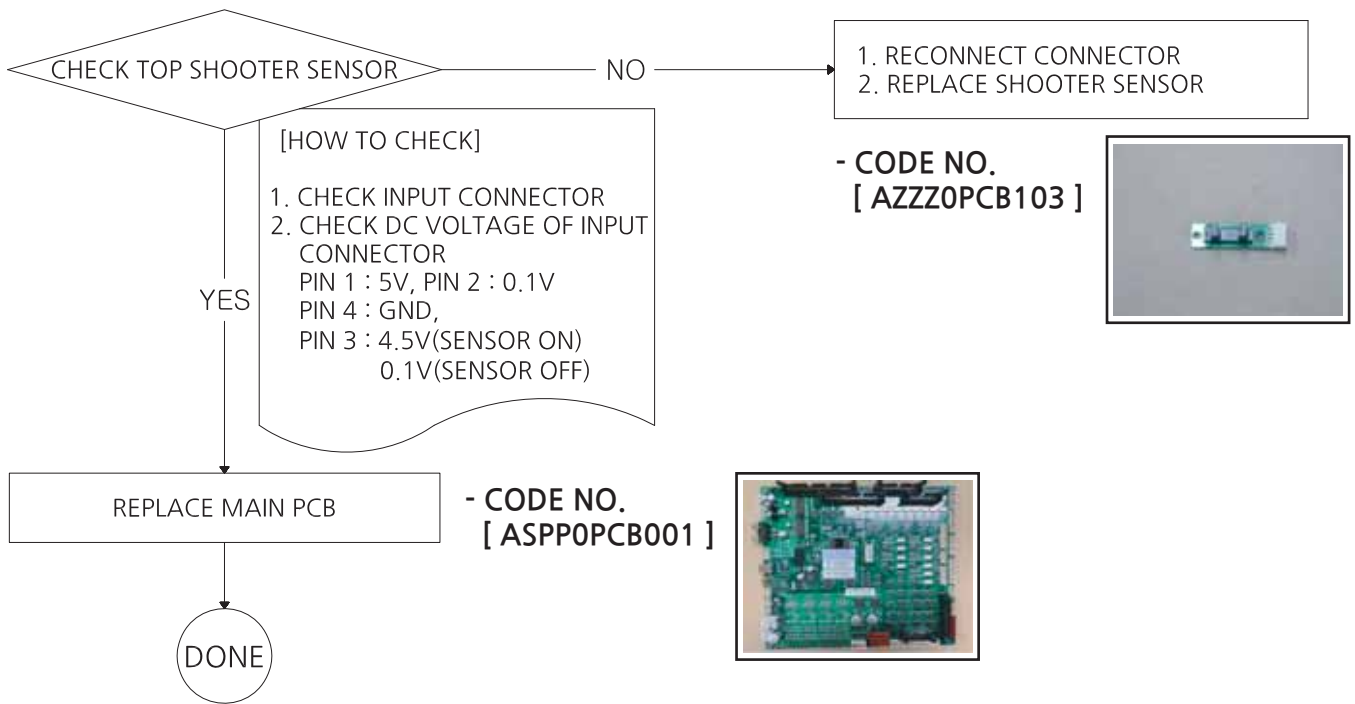 CHECK TOP SHOOTER SENSOR
NO
1. RECONNECT CONNECTOR
2. REPLACE SHOOTER SENSOR
- CODE NO.
[ AZZZ0PCB103 ]
[HOW TO CHECK]
1. CHECK INPUT CONNECTOR
2. CHECK DC VOLTAGE OF INPUT
CONNECTOR
PIN 1 : 5V, PIN 2 : 0.1V
PIN 4 : GND,
PIN 3 : 4.5V(SENSOR ON)
0.1V(SENSOR OFF)
YES
REPLACE MAIN PCB
- CODE NO.
[ ASPP0PCB001 ]
DONE